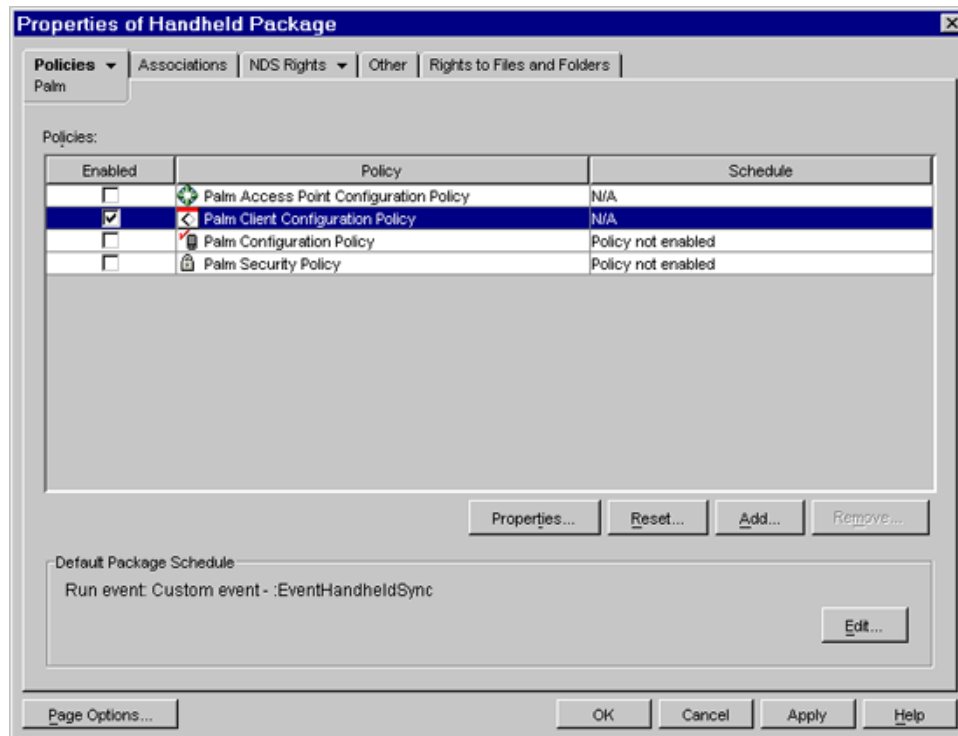 Properties of Handheld Package
Policies Associations NDS Rights Other Rights to Files and Folders
Palm
Policies:
Enabled Policy Schedule
Palm Access Point Configuration Policy N/A
Palm Client Configuration Policy N/A
Palm Configuration Policy Policy not enabled
Palm Security Policy Policy not enabled
Properties... Reset... Add... Remove...
Default Package Schedule
Run event: Custom event - :EventHandheldSync
Edit...
Page Options... OK Cancel Apply Help